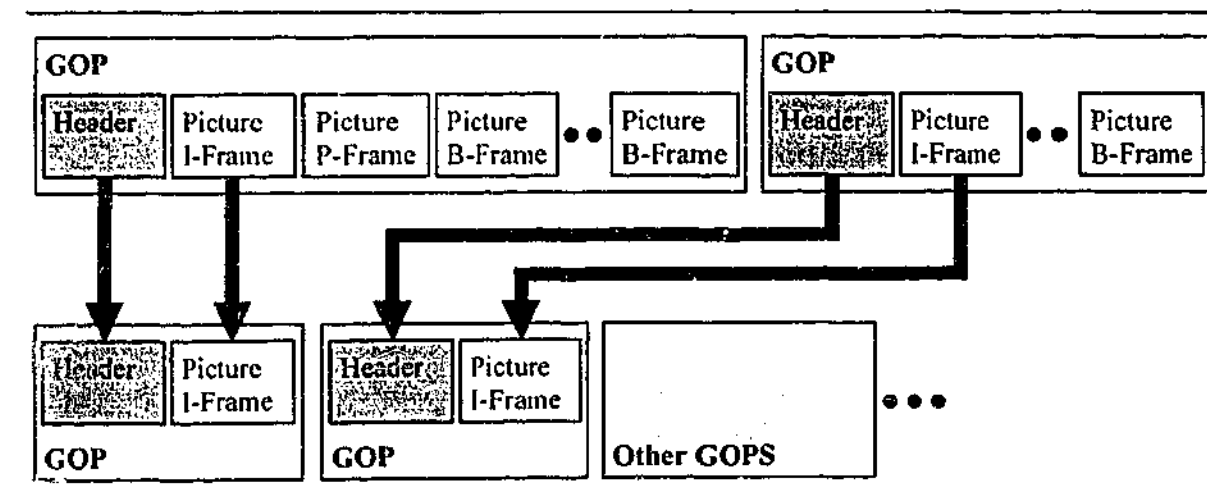 GOP
Header
Picture
I-Frame
Picture
P-Frame
Picture
B-Frame
Picture
B-Frame
GOP
Header
Picture
I-Frame
Picture
B-Frame
Header
Picture
I-Frame
GOP
Header
Picture
I-Frame
GOP
Other GOPS